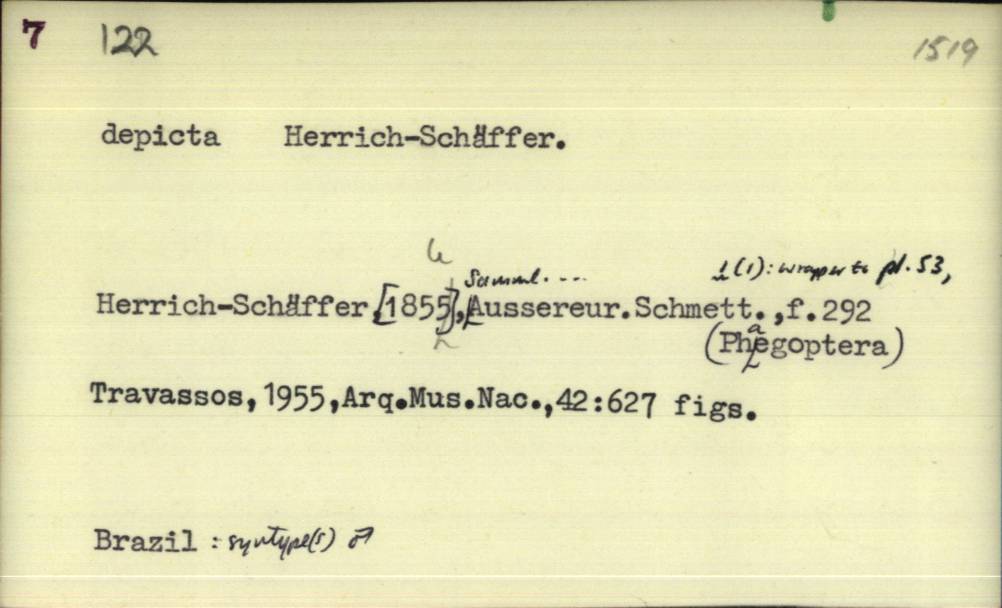 7 122 1519
depicta Herrich-Schäffer.
Samml. ... 1(1): wrapper to pl. 53,
Herrich-Schäffer [1855], Aussereur.Schmett.,f.292
(Phaegoptera)
Travassos,1955,Arq.Mus.Nac.,42:627 figs.
Brazil : syntype(s) ♂